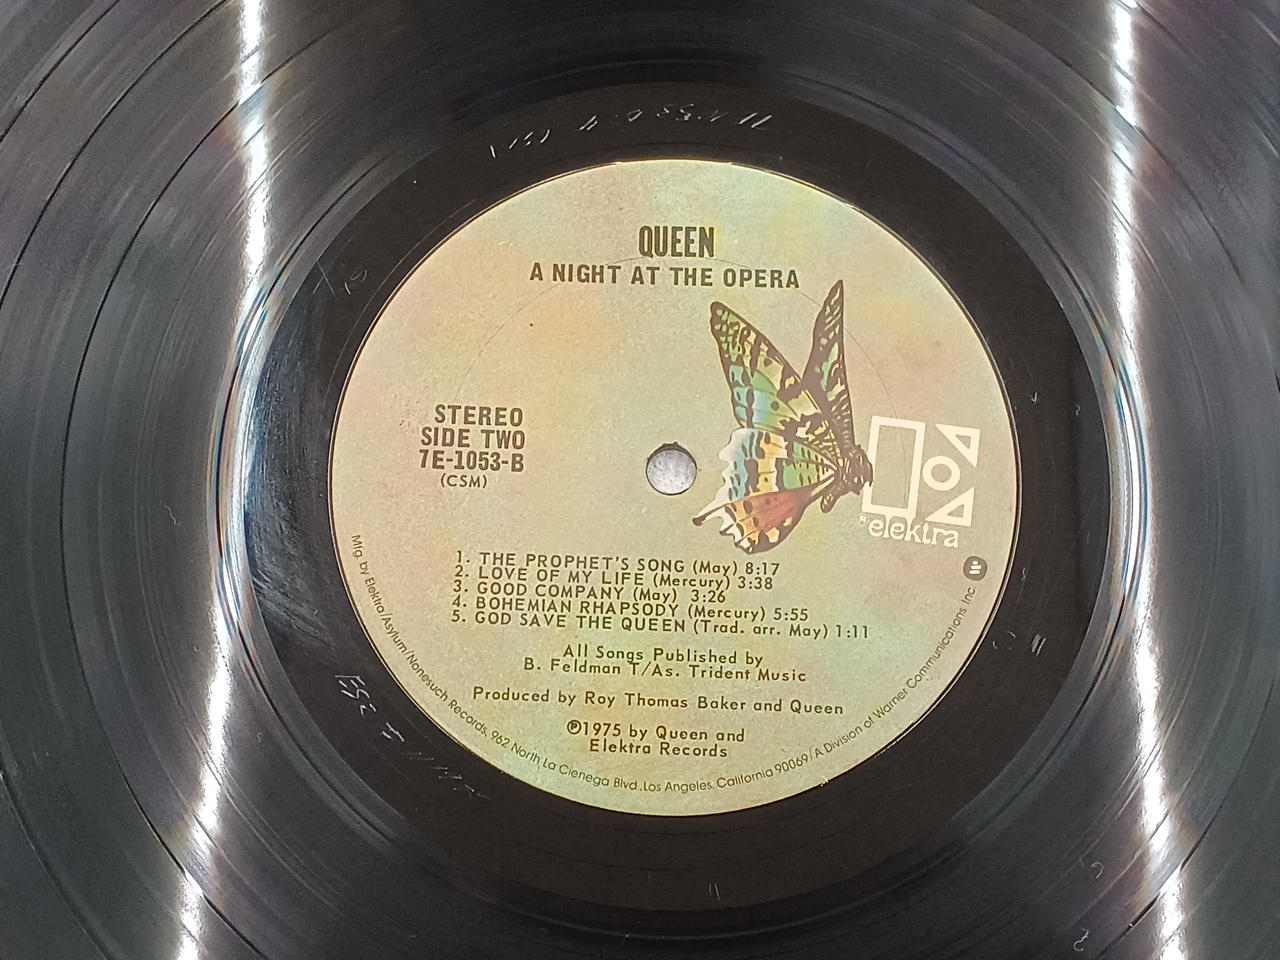 QUEEN
A NIGHT AT THE OPERA
STEREO
SIDE TWO
7E-1053-B
(CSM)
elektra
1. THE PROPHET'S SONG (May) 8:17
2. LOVE OF MY LIFE (Mercury) 3:38
3. GOOD COMPANY (May) 3:26
4. BOHEMIAN RHAPSODY (Mercury) 5:55
5. GOD SAVE THE QUEEN (Trad. arr. May) 1:11
All Songs Published by
B. Feldman T/As. Trident Music
Produced by Roy Thomas Baker and Queen
℗1975 by Queen and
Elektra Records
Mfg. by Elektra/Asylum/Nonesuch Records, 962 North La Cienega Blvd., Los Angeles, California 90069/A Division of Warner Communications Inc.